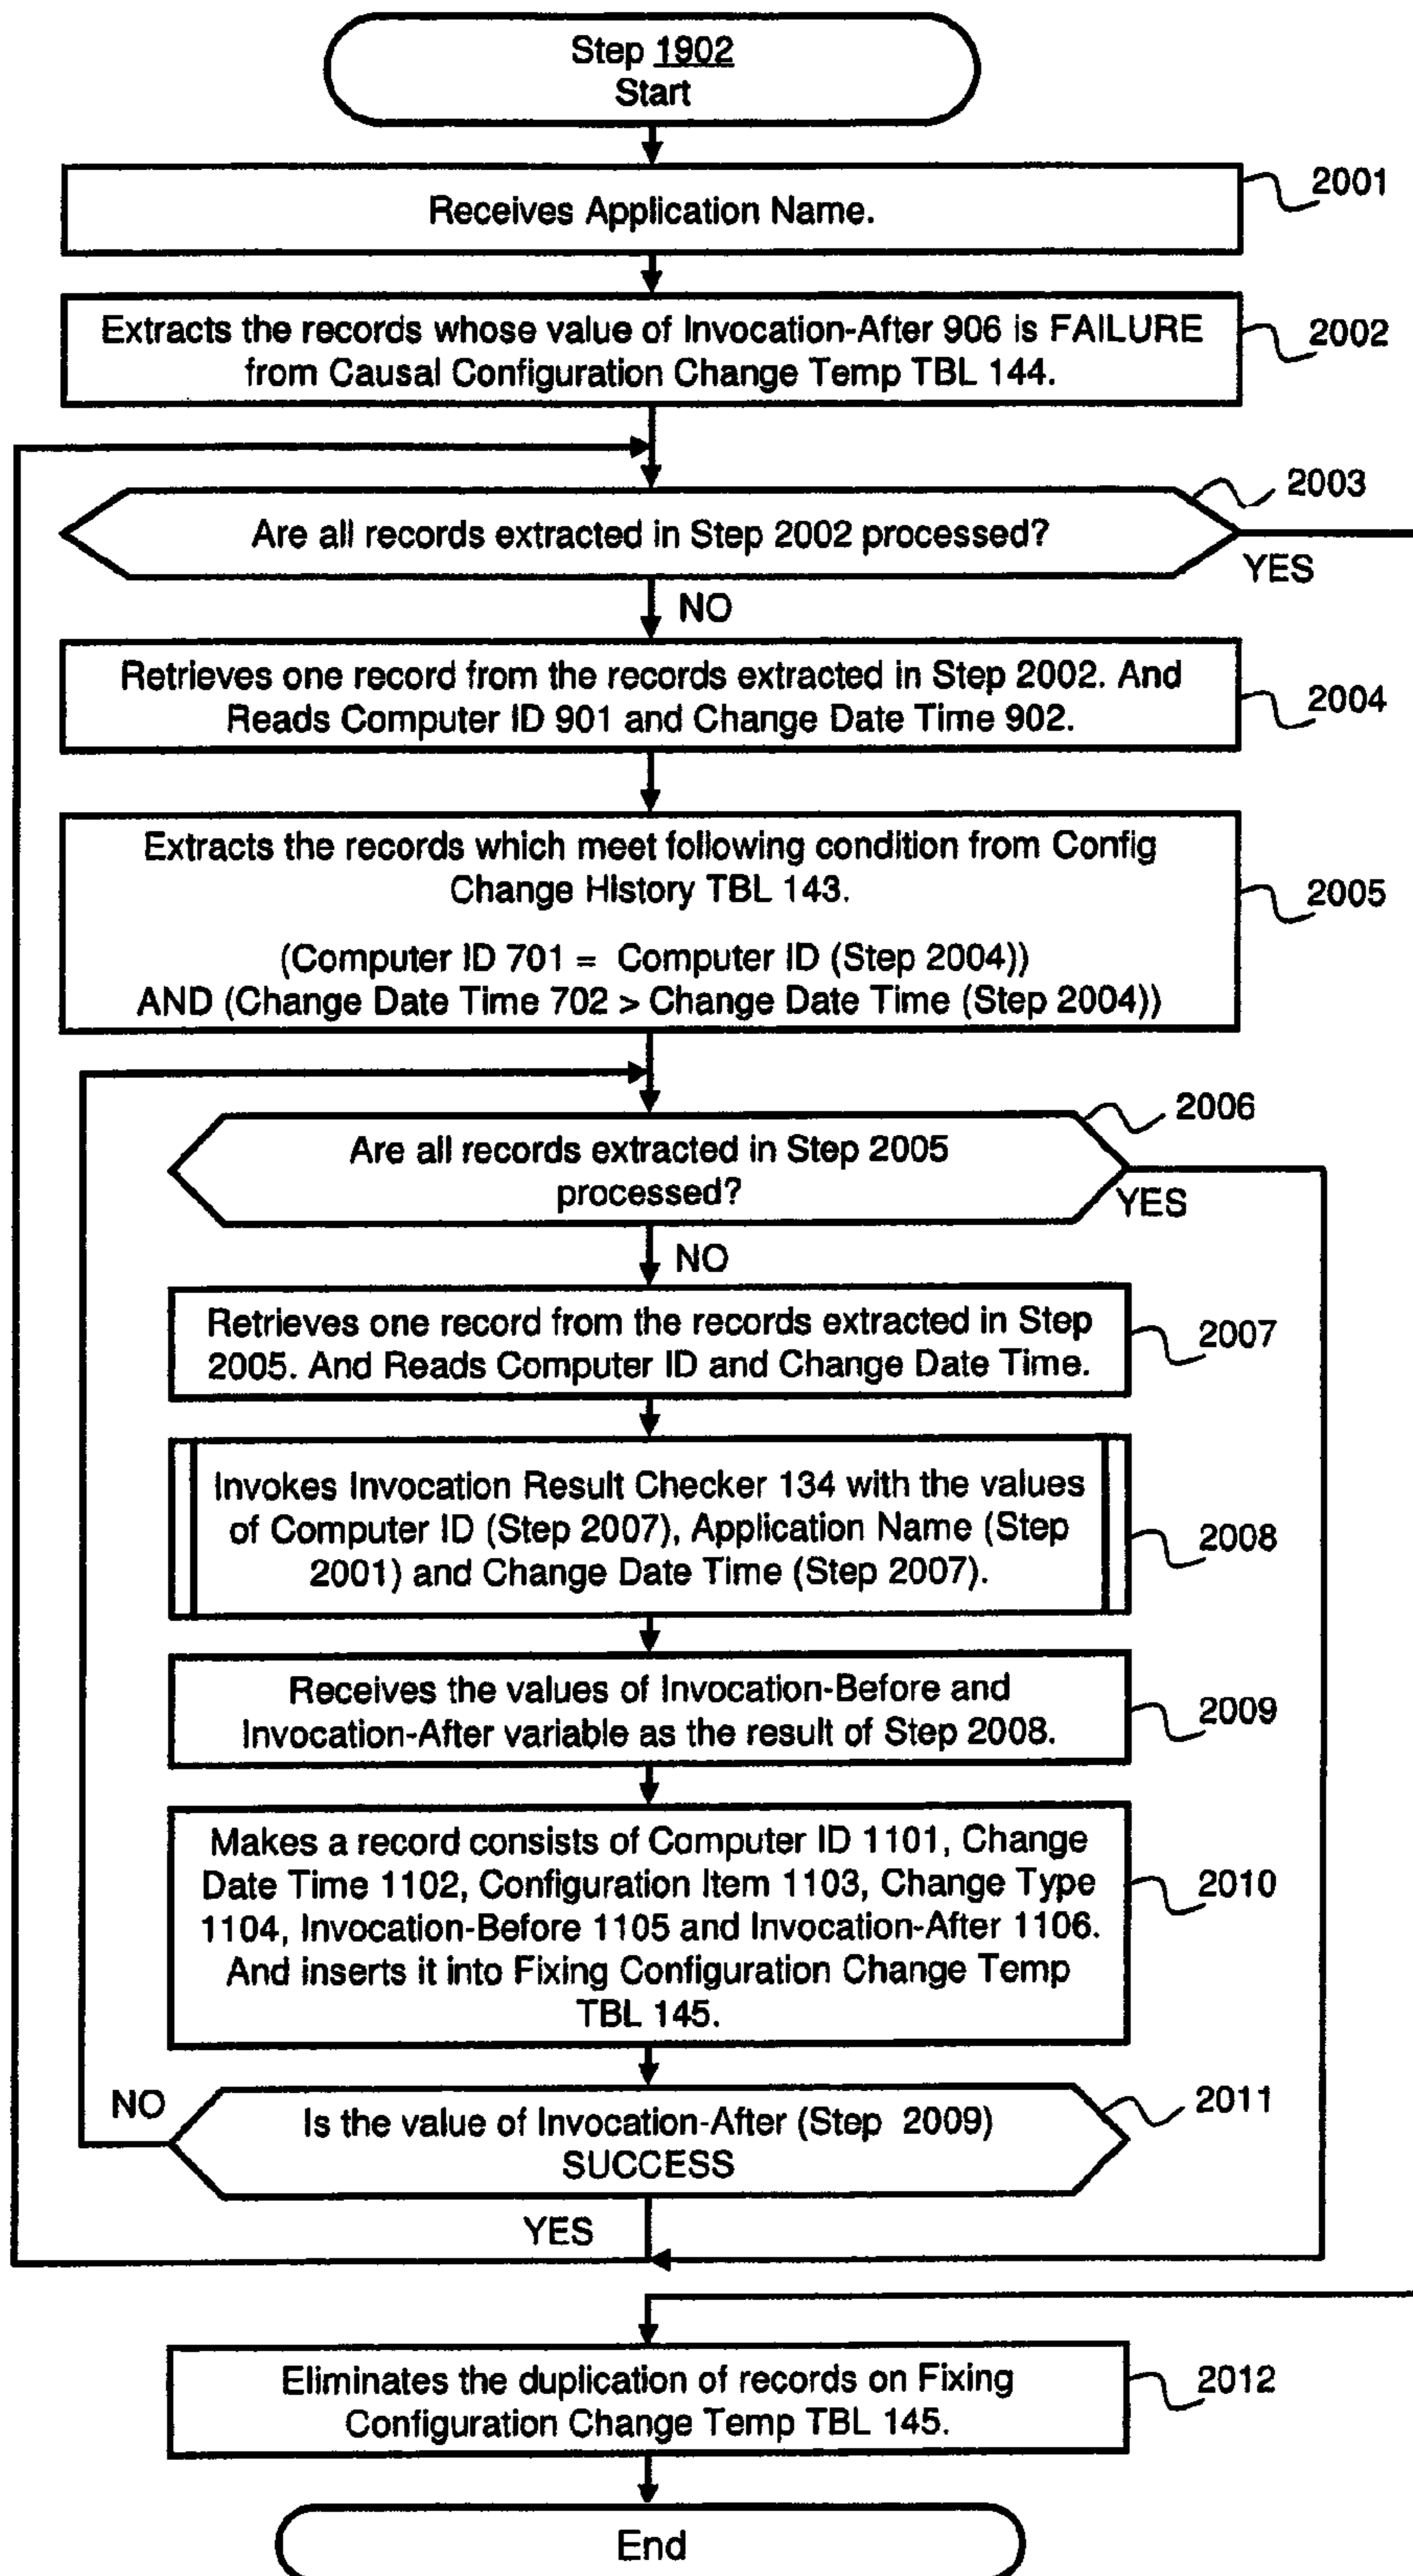 Step 1902
Start
Receives Application Name.
2001
Extracts the records whose value of Invocation-After 906 is FAILURE
from Causal Configuration Change Temp TBL 144.
2002
Are all records extracted in Step 2002 processed?
2003
YES
NO
Retrieves one record from the records extracted in Step 2002. And
Reads Computer ID 901 and Change Date Time 902.
2004
Extracts the records which meet following condition from Config
Change History TBL 143.
(Computer ID 701 = Computer ID (Step 2004))
AND (Change Date Time 702 > Change Date Time (Step 2004))
2005
Are all records extracted in Step 2005
processed?
2006
YES
NO
Retrieves one record from the records extracted in Step
2005. And Reads Computer ID and Change Date Time.
2007
Invokes Invocation Result Checker 134 with the values
of Computer ID (Step 2007), Application Name (Step
2001) and Change Date Time (Step 2007).
2008
Receives the values of Invocation-Before and
Invocation-After variable as the result of Step 2008.
2009
Makes a record consists of Computer ID 1101, Change
Date Time 1102, Configuration Item 1103, Change Type
1104, Invocation-Before 1105 and Invocation-After 1106.
And inserts it into Fixing Configuration Change Temp
TBL 145.
2010
NO
Is the value of Invocation-After (Step 2009)
SUCCESS
2011
YES
Eliminates the duplication of records on Fixing
Configuration Change Temp TBL 145.
2012
End